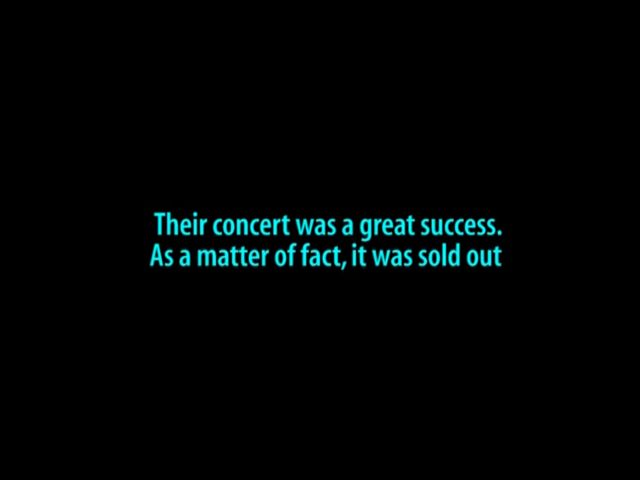 Their concert was a great success.
As a matter of fact, it was sold out